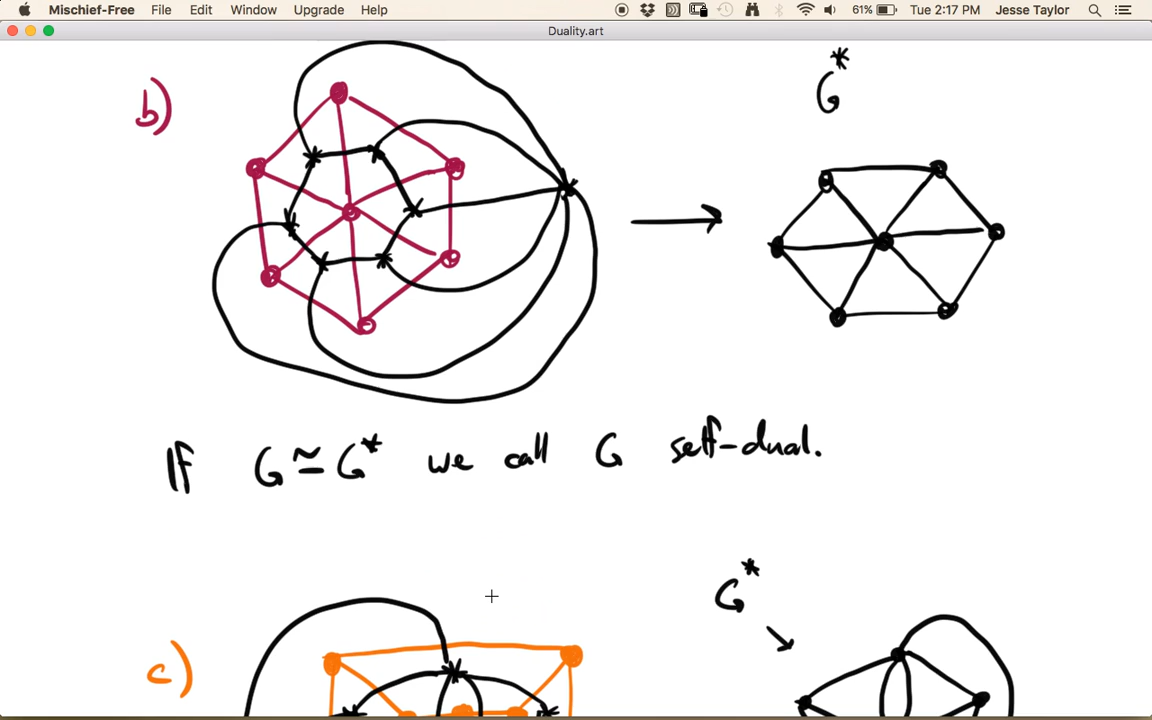 Mischief-Free File Edit Window Upgrade Help 61% Tue 2:17 PM Jesse Taylor
Duality.art
b)
G*
If G ≅ G* we call G self-dual.
G*
c)